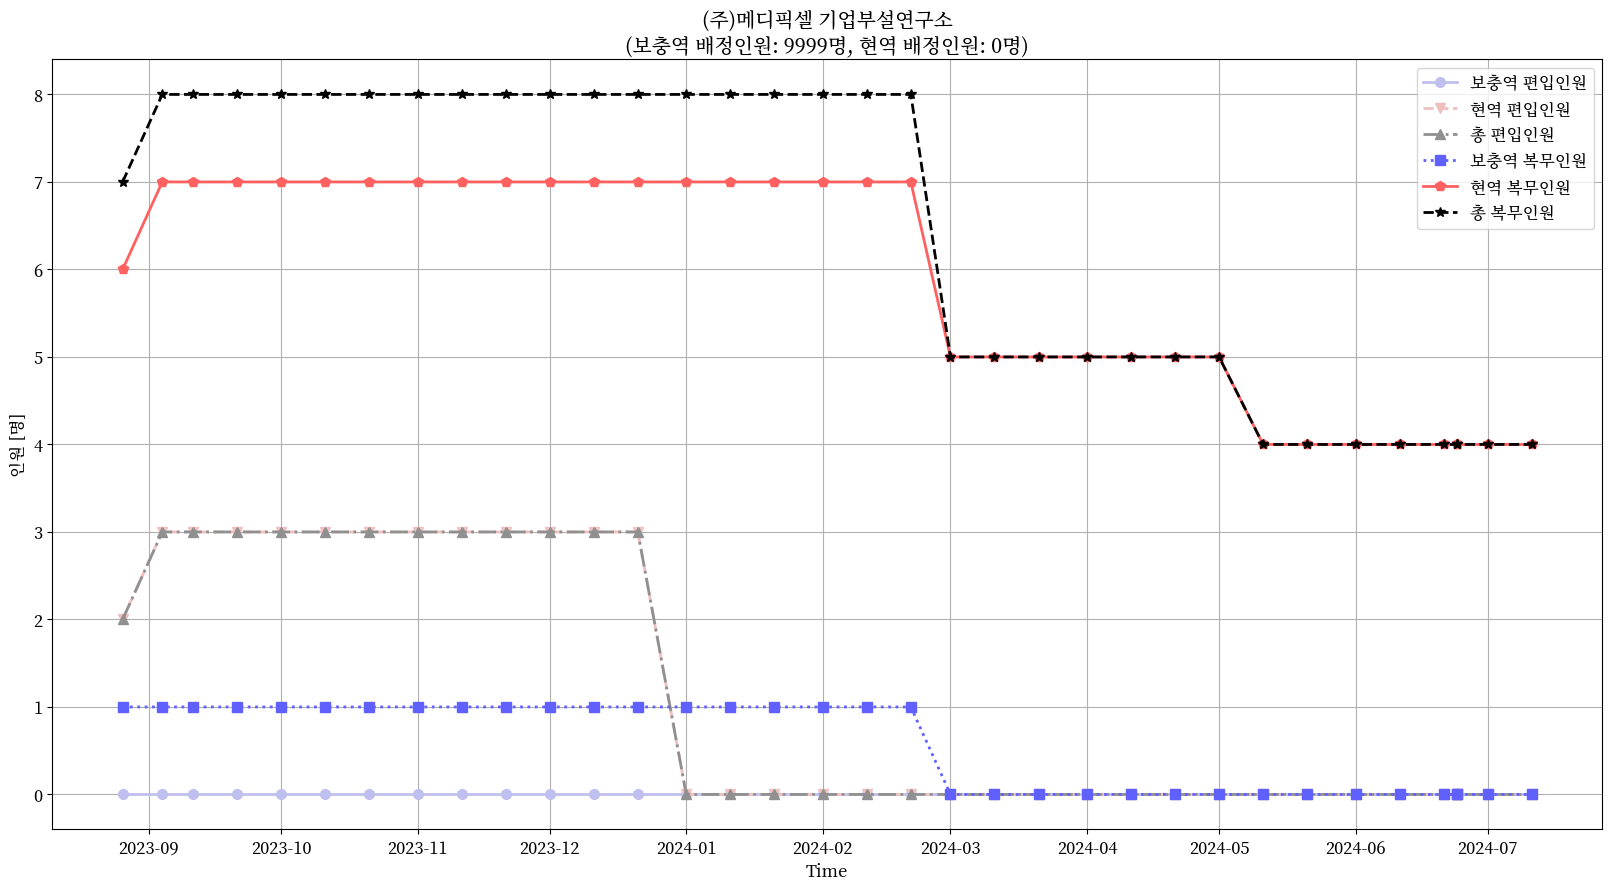 (주)메디픽셀 기업부설연구소
(보충역 배정인원: 9999명, 현역 배정인원: 0명)
보충역 편입인원
현역 편입인원
총 편입인원
보충역 복무인원
현역 복무인원
총 복무인원
인원 [명]
8
7
6
5
4
3
2
1
0
2023-09 2023-10 2023-11 2023-12 2024-01 2024-02 2024-03 2024-04 2024-05 2024-06 2024-07
Time